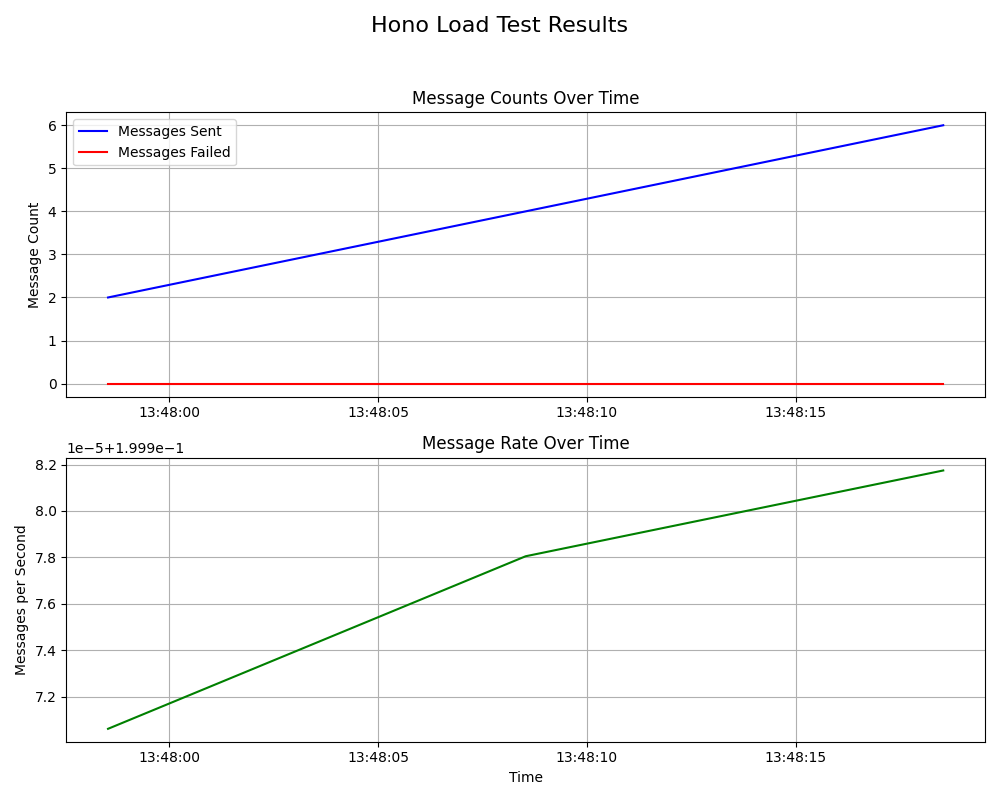 Hono Load Test Results
Message Counts Over Time
Messages Sent
Messages Failed
Message Count
6
5
4
3
2
1
0
13:48:00 13:48:05 13:48:10 13:48:15
Message Rate Over Time
1e−5+1.999e−1
Messages per Second
8.2
8.0
7.8
7.6
7.4
7.2
13:48:00 13:48:05 13:48:10 13:48:15
Time